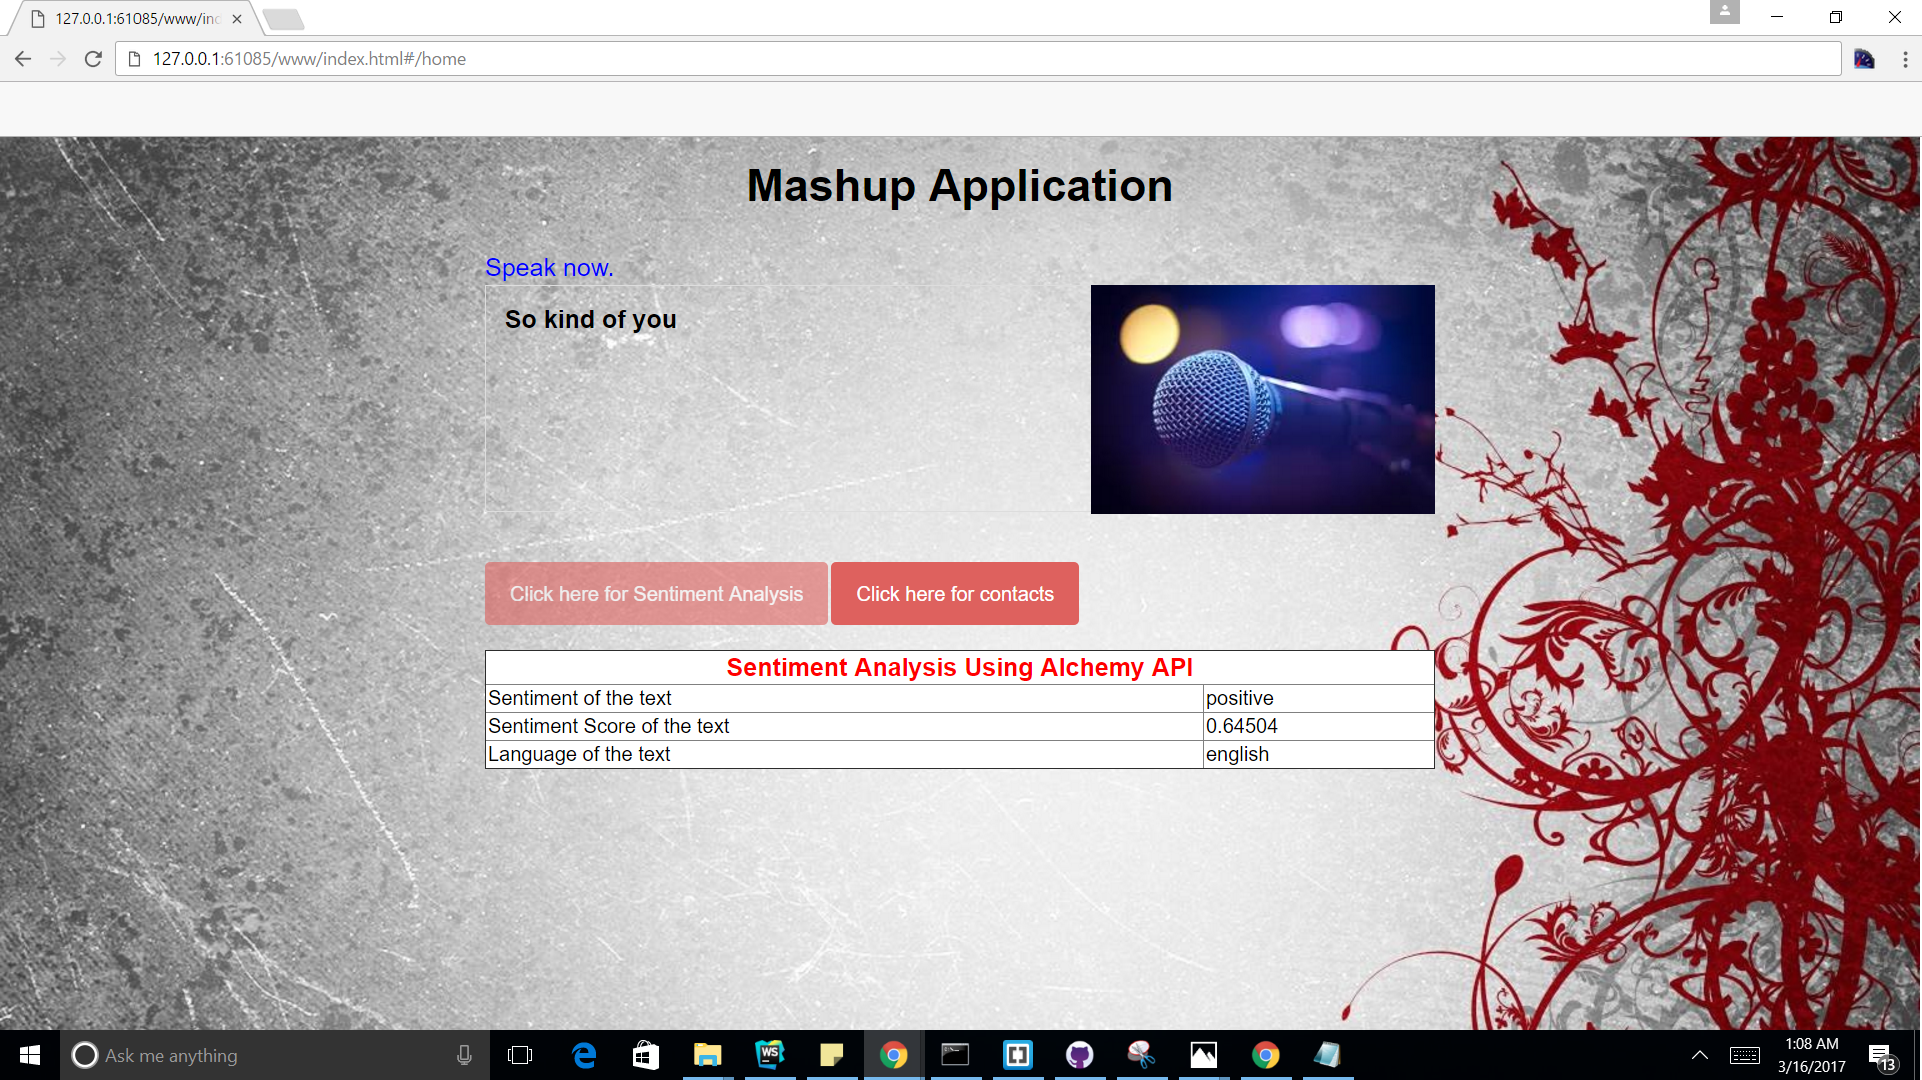 127.0.0.1:61085/www/ind
127.0.0.1:61085/www/index.html#/home
Mashup Application
Speak now.
So kind of you
Click here for Sentiment Analysis
Click here for contacts
Sentiment Analysis Using Alchemy API
Sentiment of the text positive
Sentiment Score of the text 0.64504
Language of the text english
Ask me anything
WS
1:08 AM
3/16/2017
13